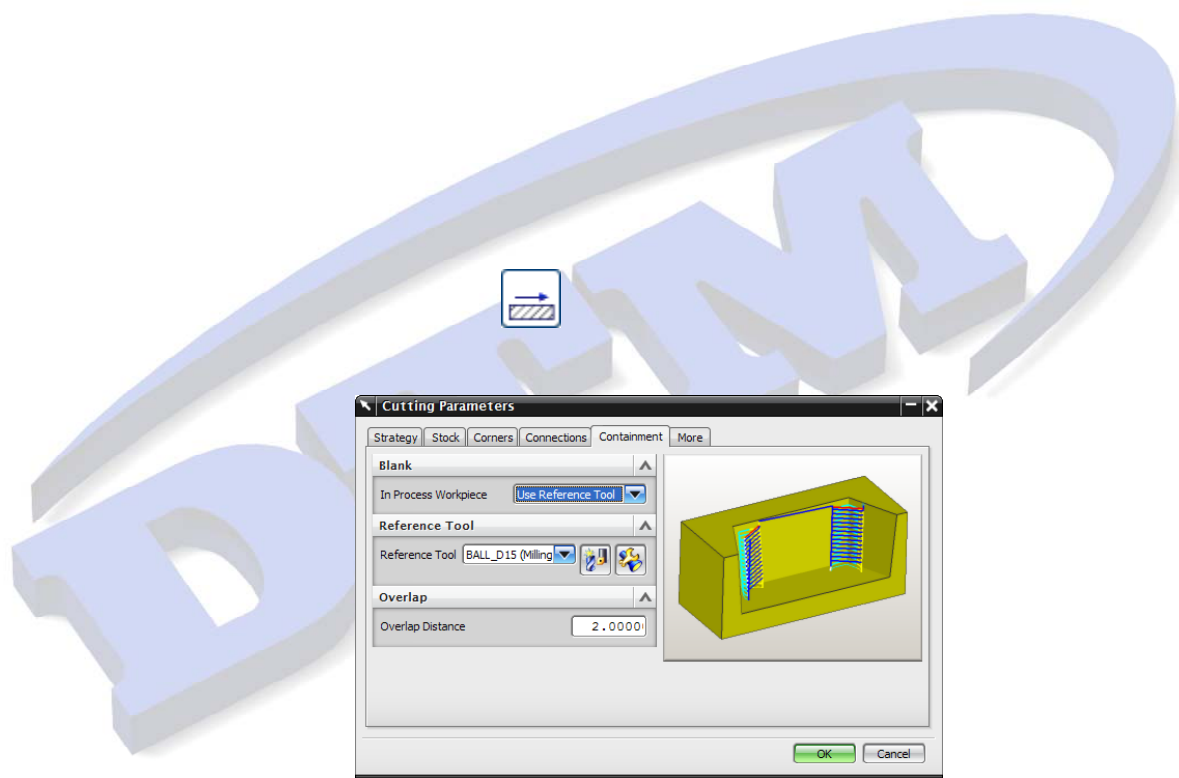 DTM
Cutting Parameters
Strategy Stock Corners Connections Containment More
Blank
In Process Workpiece Use Reference Tool
Reference Tool
Reference Tool BALL_D15 (Milling
Overlap
Overlap Distance 2.0000
OK Cancel